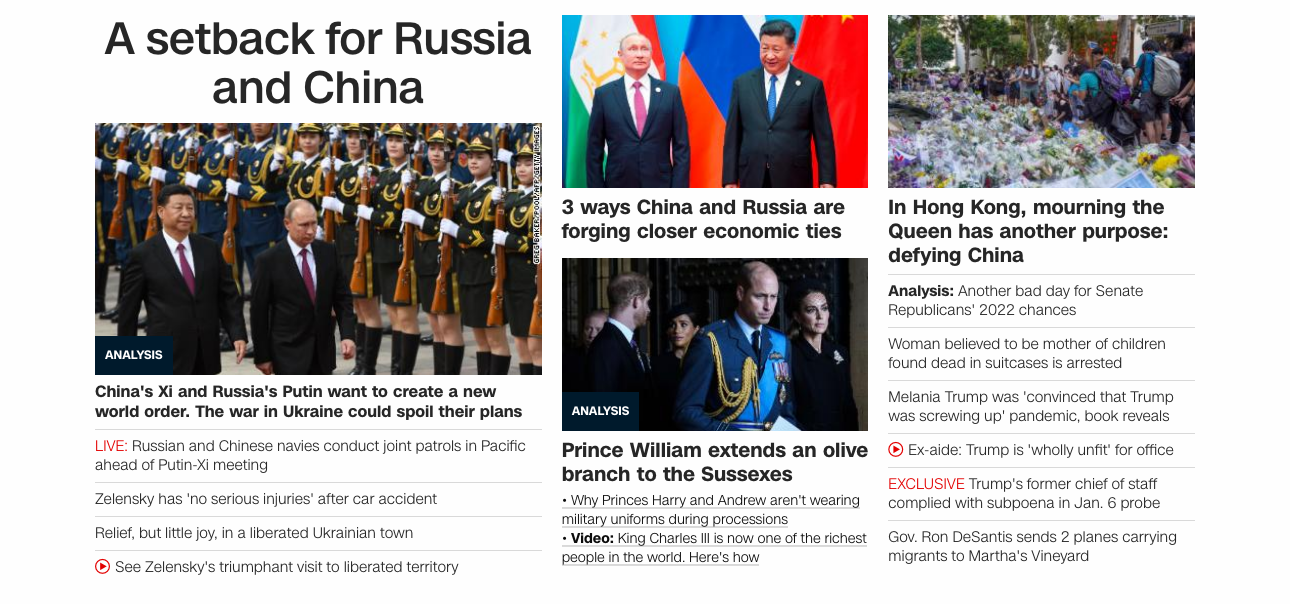 A setback for Russia
and China
GREG BAKER/POOL/AFP/GETTY IMAGES
ANALYSIS
China's Xi and Russia's Putin want to create a new
world order. The war in Ukraine could spoil their plans
LIVE: Russian and Chinese navies conduct joint patrols in Pacific
ahead of Putin-Xi meeting
Zelensky has 'no serious injuries' after car accident
Relief, but little joy, in a liberated Ukrainian town
See Zelensky's triumphant visit to liberated territory
3 ways China and Russia are
forging closer economic ties
ANALYSIS
Prince William extends an olive
branch to the Sussexes
• Why Princes Harry and Andrew aren't wearing
military uniforms during processions
• Video: King Charles III is now one of the richest
people in the world. Here's how
In Hong Kong, mourning the
Queen has another purpose:
defying China
Analysis: Another bad day for Senate
Republicans' 2022 chances
Woman believed to be mother of children
found dead in suitcases is arrested
Melania Trump was 'convinced that Trump
was screwing up' pandemic, book reveals
Ex-aide: Trump is 'wholly unfit' for office
EXCLUSIVE Trump's former chief of staff
complied with subpoena in Jan. 6 probe
Gov. Ron DeSantis sends 2 planes carrying
migrants to Martha's Vineyard